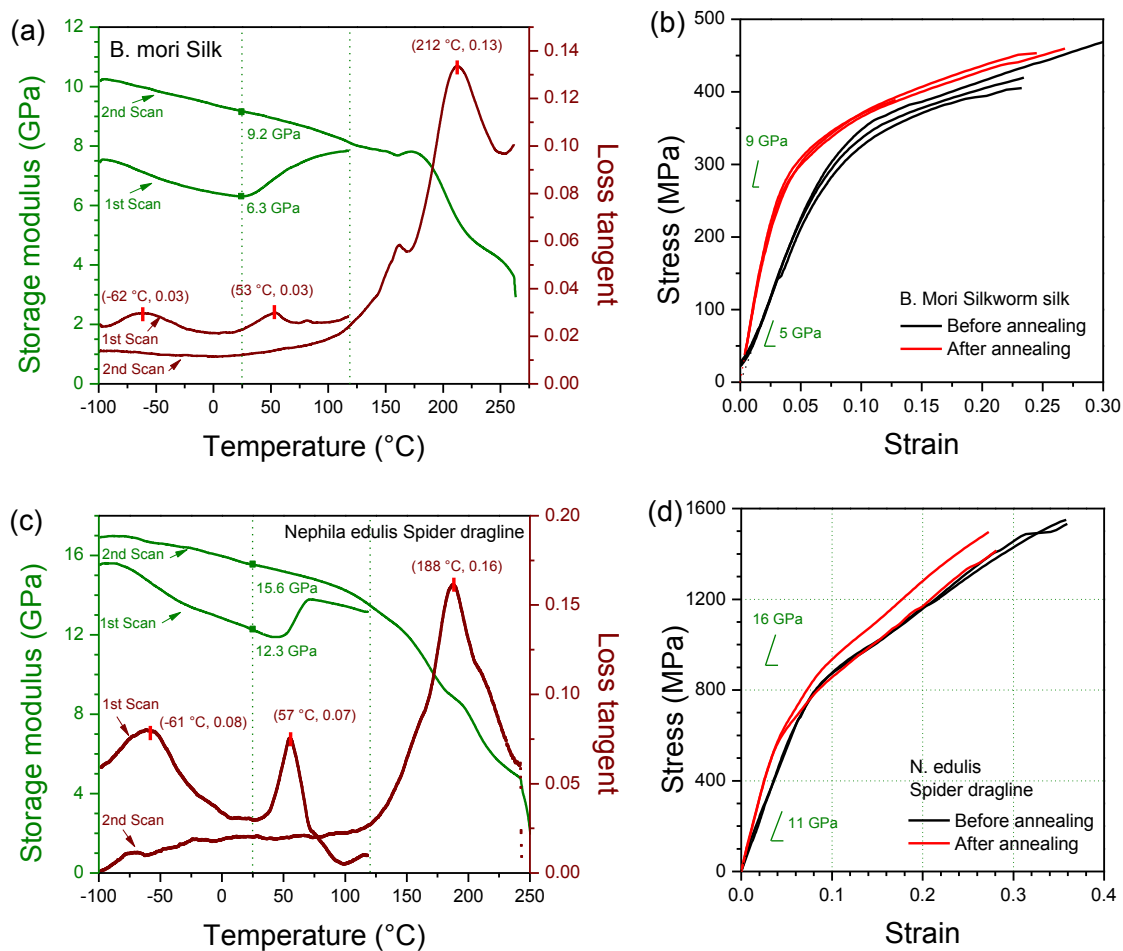 (a)
B. mori Silk
(212 °C, 0.13)
2nd Scan
9.2 GPa
1st Scan
6.3 GPa
(-62 °C, 0.03)
(53 °C, 0.03)
1st Scan
2nd Scan
Storage modulus (GPa)
0
2
4
6
8
10
12
Loss tangent
0.00
0.02
0.04
0.06
0.08
0.10
0.12
0.14
-100
-50
0
50
100
150
200
250
Temperature (°C)
(b)
9 GPa
5 GPa
B. Mori Silkworm silk
Before annealing
After annealing
Stress (MPa)
0
100
200
300
400
500
0.00
0.05
0.10
0.15
0.20
0.25
0.30
Strain
(c)
Nephila edulis Spider dragline
2nd Scan
(188 °C, 0.16)
15.6 GPa
1st Scan
12.3 GPa
1st Scan
(-61 °C, 0.08)
(57 °C, 0.07)
2nd Scan
Storage modulus (GPa)
0
4
8
12
16
Loss tangent
0.00
0.05
0.10
0.15
0.20
-100
-50
0
50
100
150
200
250
Temperature (°C)
(d)
16 GPa
11 GPa
N. edulis
Spider dragline
Before annealing
After annealing
Stress (MPa)
0
400
800
1200
1600
0.0
0.1
0.2
0.3
0.4
Strain